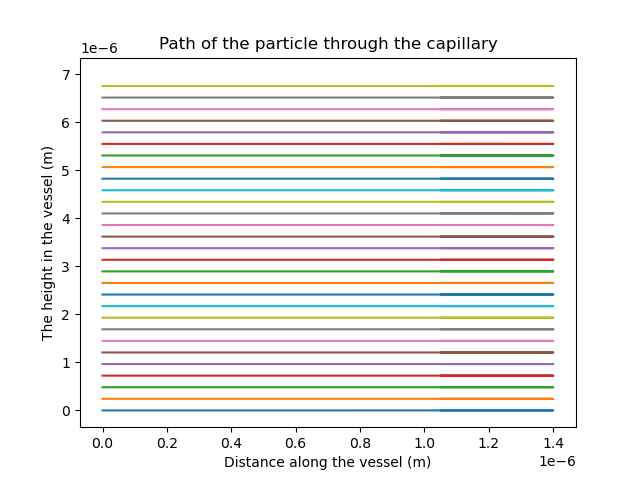 Path of the particle through the capillary
1e−6
7
6
5
4
3
2
1
0
The height in the vessel (m)
0.0 0.2 0.4 0.6 0.8 1.0 1.2 1.4
Distance along the vessel (m)
1e−6